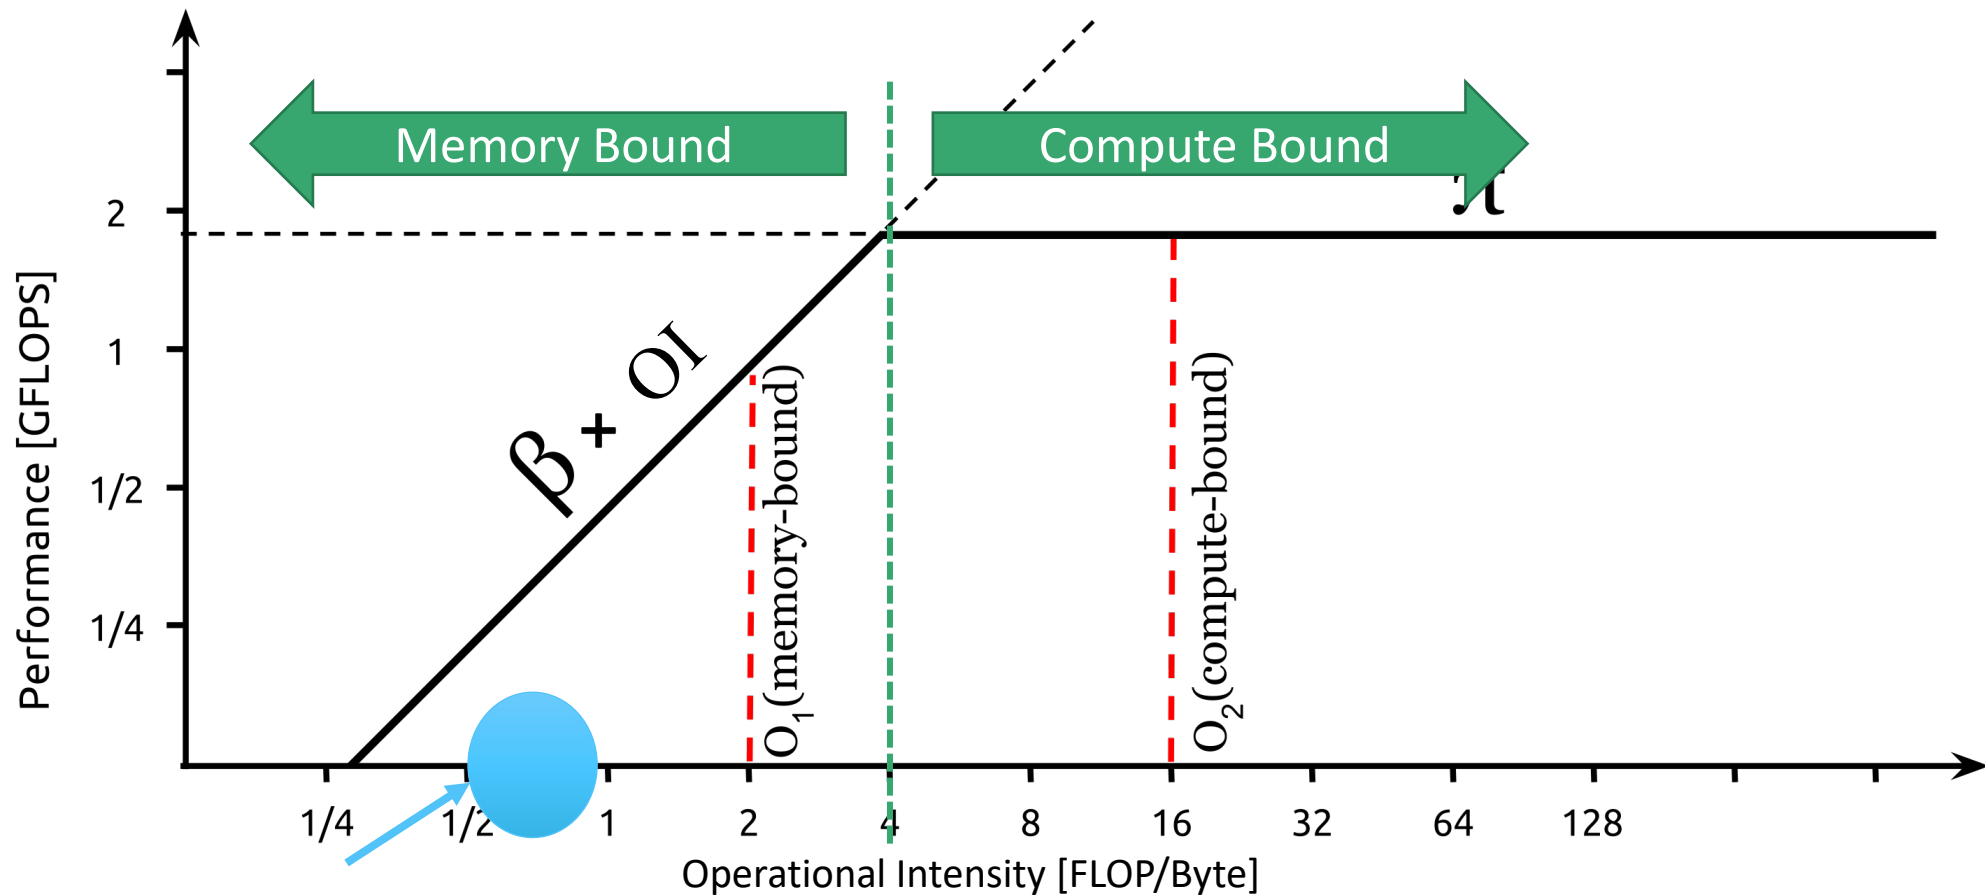 Memory Bound
Compute Bound
π
2
1
1/2
1/4
Performance [GFLOPS]
β + OI
O1(memory-bound)
O2(compute-bound)
1/4
1/2
1
2
4
8
16
32
64
128
Operational Intensity [FLOP/Byte]